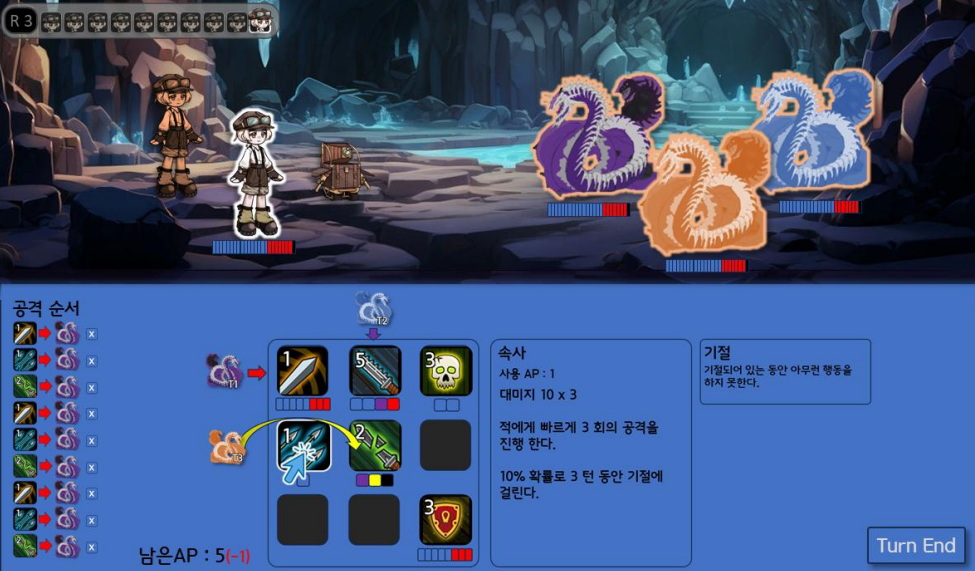 R 3
공격 순서
1
x
1
x
2
x
1
x
1
x
2
x
1
x
1
x
2
x
T2
T1
1
5
3
T3
1
2
3
남은AP : 5(-1)
속사
사용 AP : 1
대미지 10 x 3
적에게 빠르게 3 회의 공격을
진행 한다.
10% 확률로 3 턴 동안 기절에
걸린다.
기절
기절되어 있는 동안 아무런 행동을
하지 못한다.
Turn End